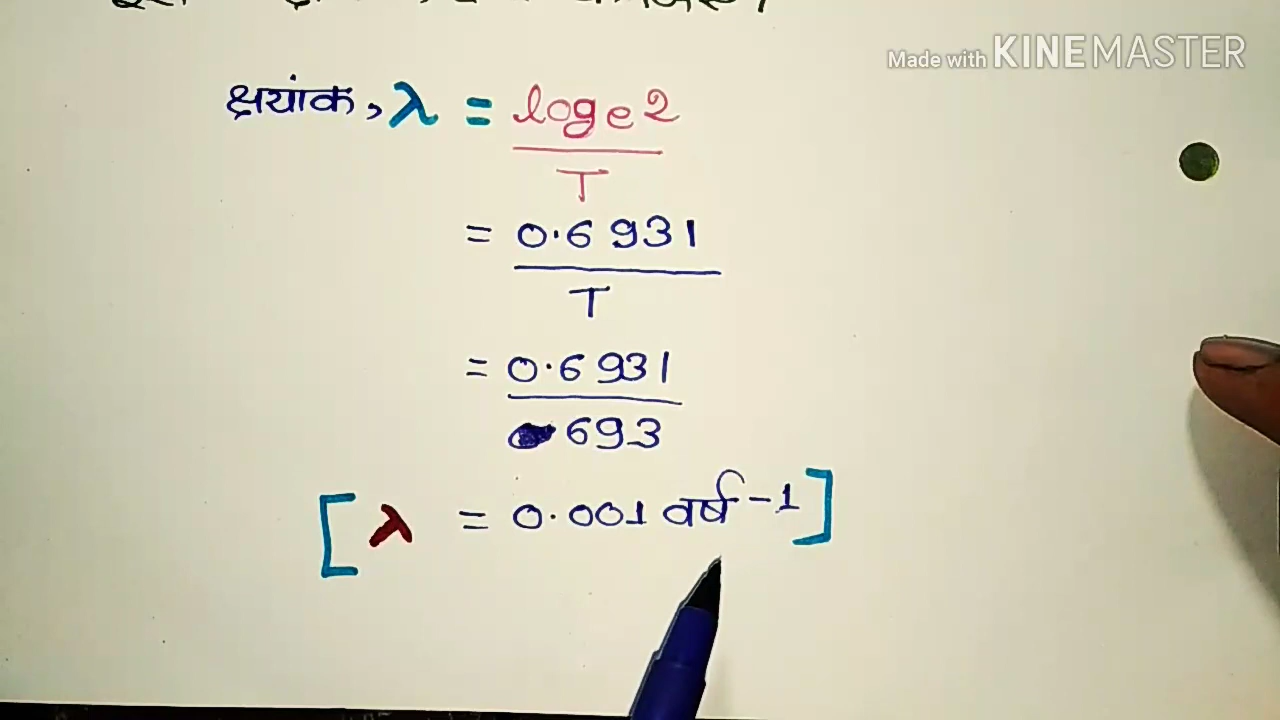 Made with KINEMASTER
क्षयांक, λ = loge2
T
= 0.6931
T
= 0.6931
693
[ λ = 0.001 वर्ष-1 ]